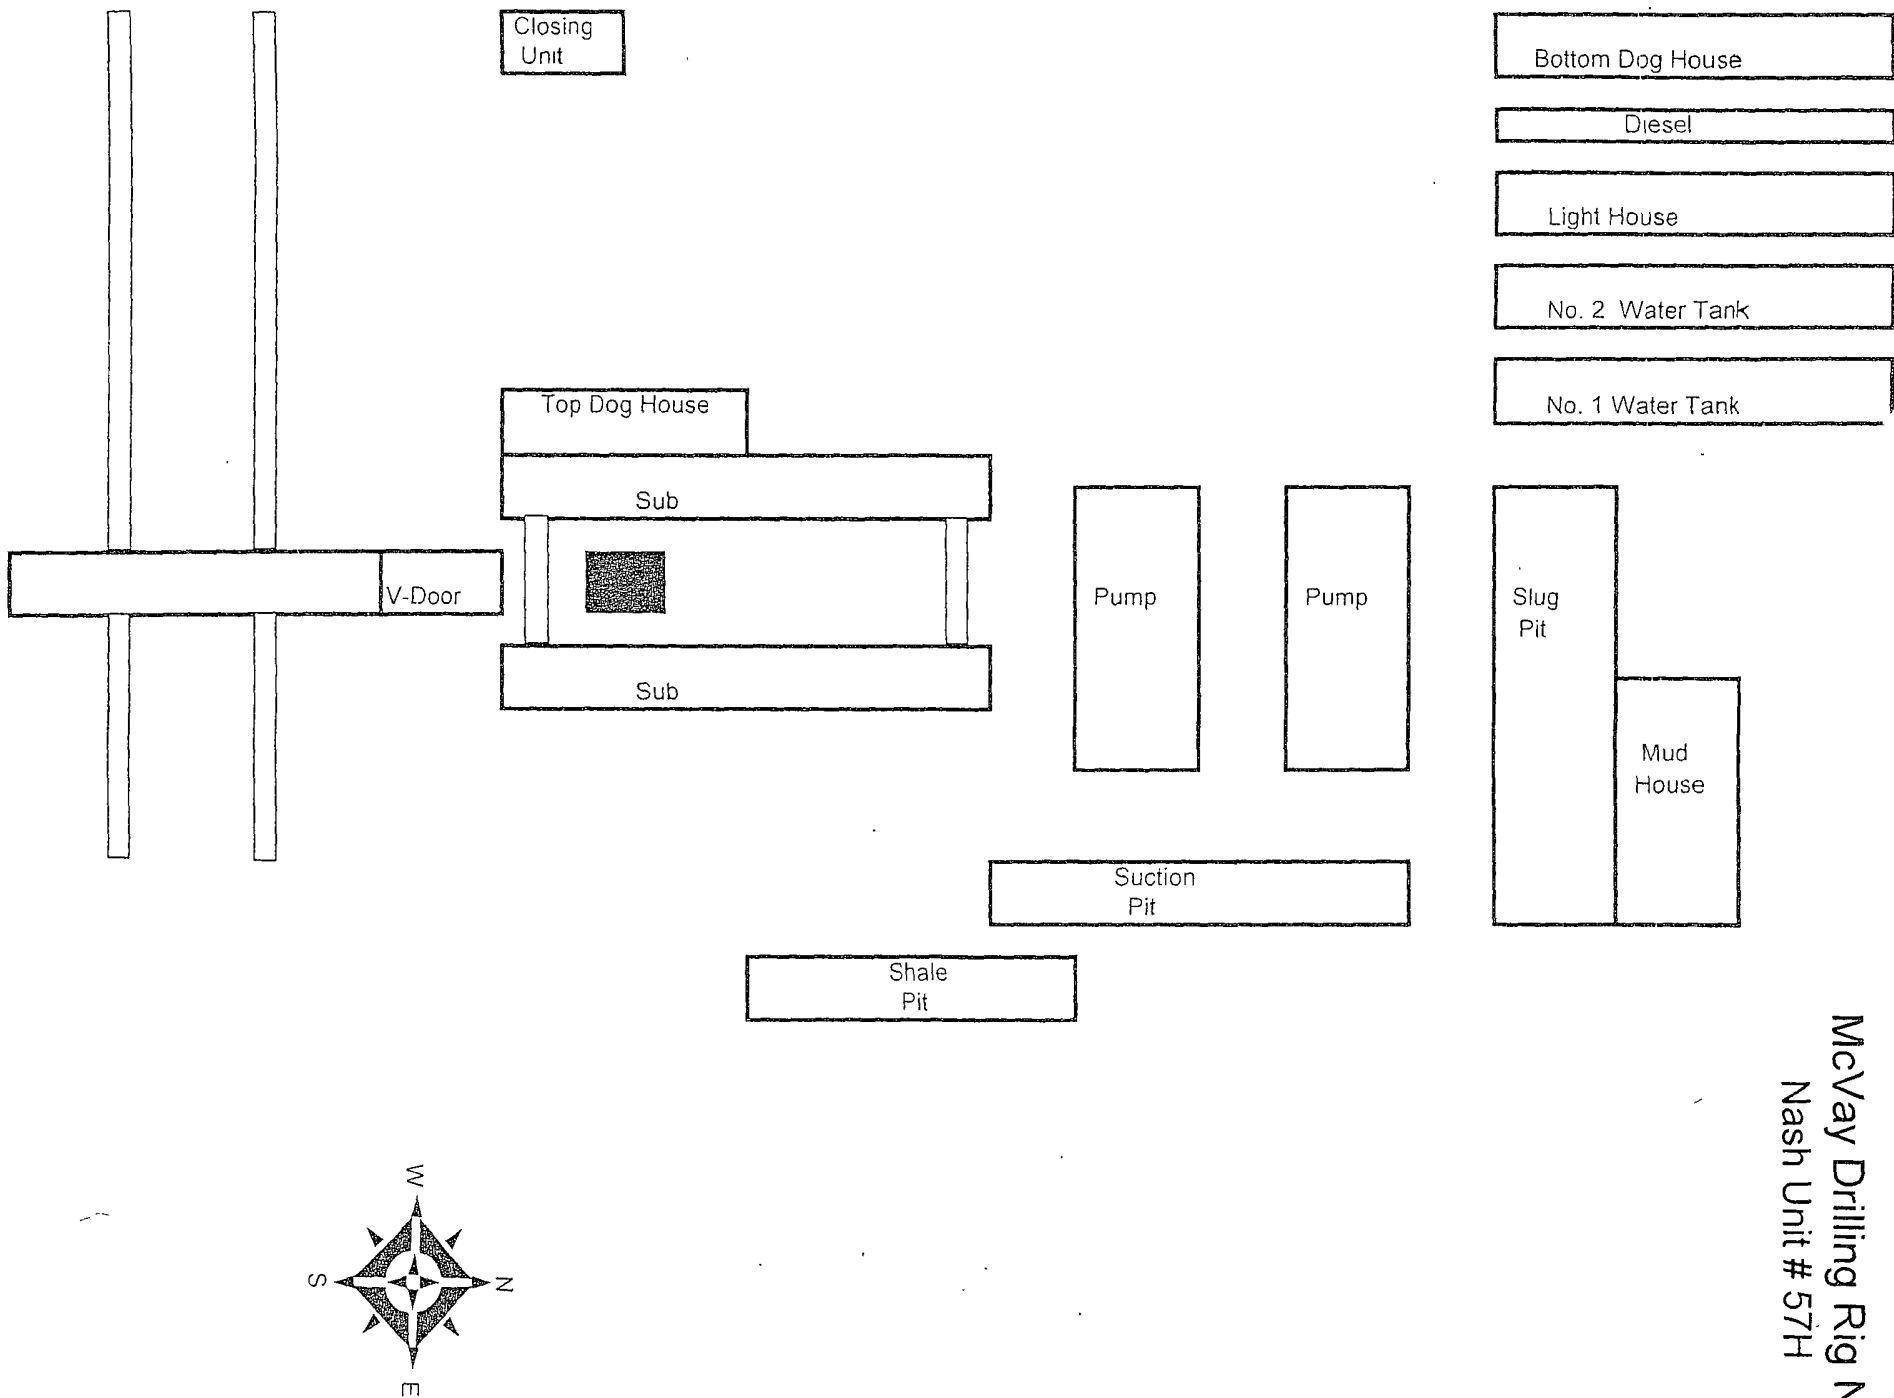 Closing
Unit
Bottom Dog House
Diesel
Light House
No. 2 Water Tank
No. 1 Water Tank
Top Dog House
Sub
V-Door
Sub
Pump
Pump
Slug
Pit
Mud
House
Suction
Pit
Shale
Pit
McVay Drilling Rig
Nash Unit # 57H
W
N
S
E